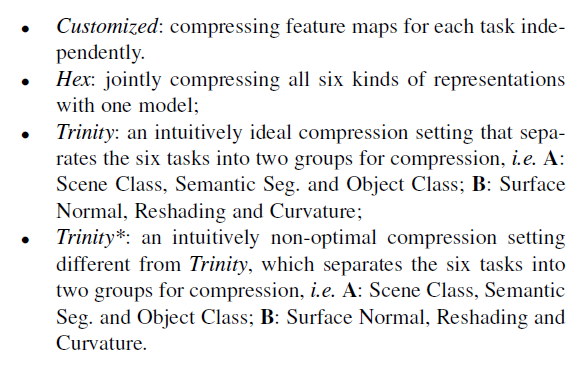 • Customized: compressing feature maps for each task inde-
pendently.
• Hex: jointly compressing all six kinds of representations
with one model;
• Trinity: an intuitively ideal compression setting that sepa-
rates the six tasks into two groups for compression, i.e. A:
Scene Class, Semantic Seg. and Object Class; B: Surface
Normal, Reshading and Curvature;
• Trinity*: an intuitively non-optimal compression setting
different from Trinity, which separates the six tasks into
two groups for compression, i.e. A: Scene Class, Semantic
Seg. and Object Class; B: Surface Normal, Reshading and
Curvature.